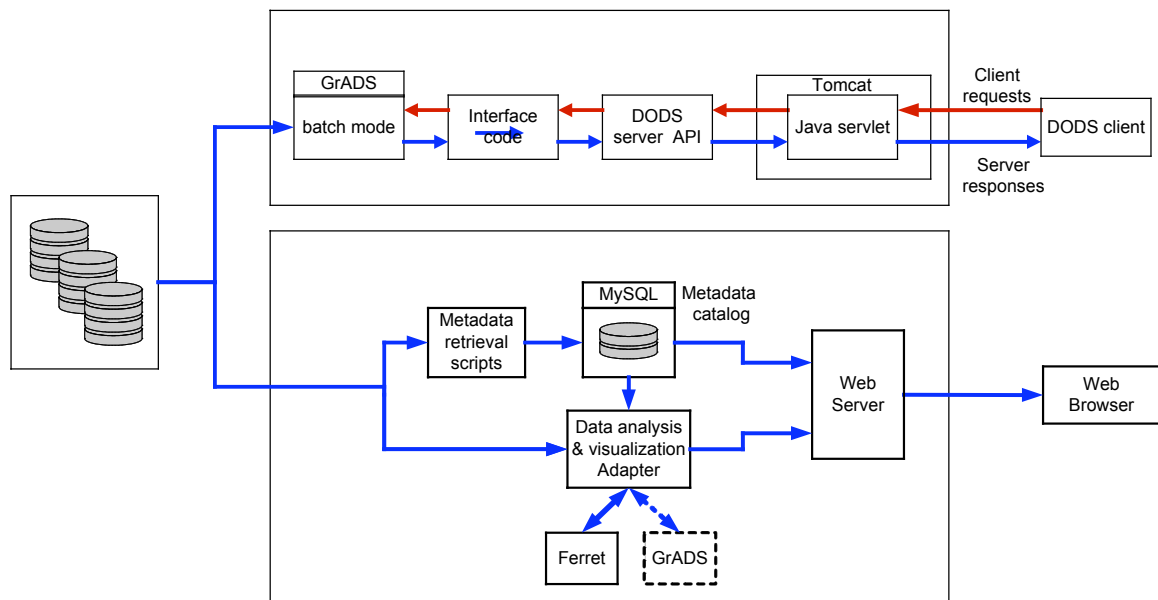 GrADS
batch mode
Interface
code
DODS
server API
Tomcat
Java servlet
Client
requests
DODS client
Server
responses
Metadata
retrieval
scripts
MySQL
Metadata
catalog
Data analysis
& visualization
Adapter
Ferret
GrADS
Web
Server
Web
Browser